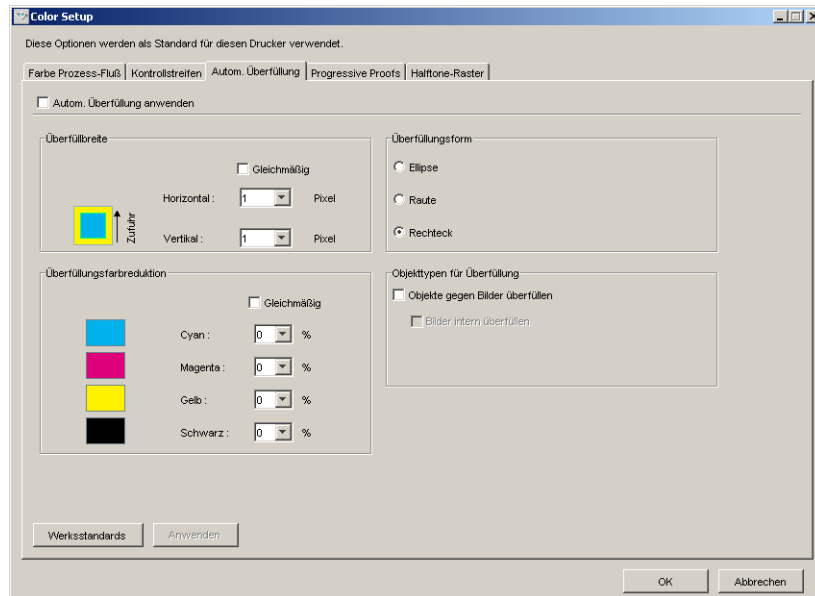 Color Setup
Diese Optionen werden als Standard für diesen Drucker verwendet.
Farbe Prozess-Fluß Kontrollstreifen Autom. Überfüllung Progressive Proofs Halftone-Raster
Autom. Überfüllung anwenden
Überfüllbreite
Gleichmäßig
Horizontal : 1 Pixel
Zufuhr
Vertikal : 1 Pixel
Überfüllungsform
Ellipse
Raute
Rechteck
Überfüllungsfarbreduktion
Gleichmäßig
Cyan : 0 %
Magenta : 0 %
Gelb : 0 %
Schwarz : 0 %
Objekttypen für Überfüllung
Objekte gegen Bilder überfüllen
Bilder intern überfüllen
Werksstandards Anwenden
OK Abbrechen